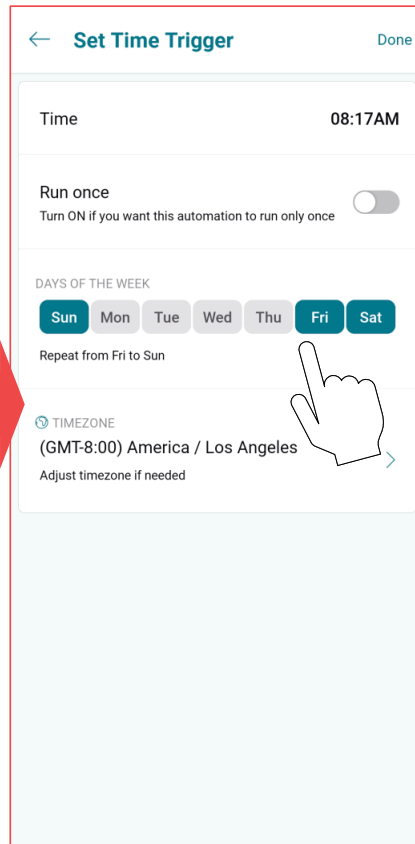 Set Time Trigger Done
Time 08:17AM
Run once
Turn ON if you want this automation to run only once
DAYS OF THE WEEK
Sun Mon Tue Wed Thu Fri Sat
Repeat from Fri to Sun
TIMEZONE
(GMT-8:00) America / Los Angeles
Adjust timezone if needed